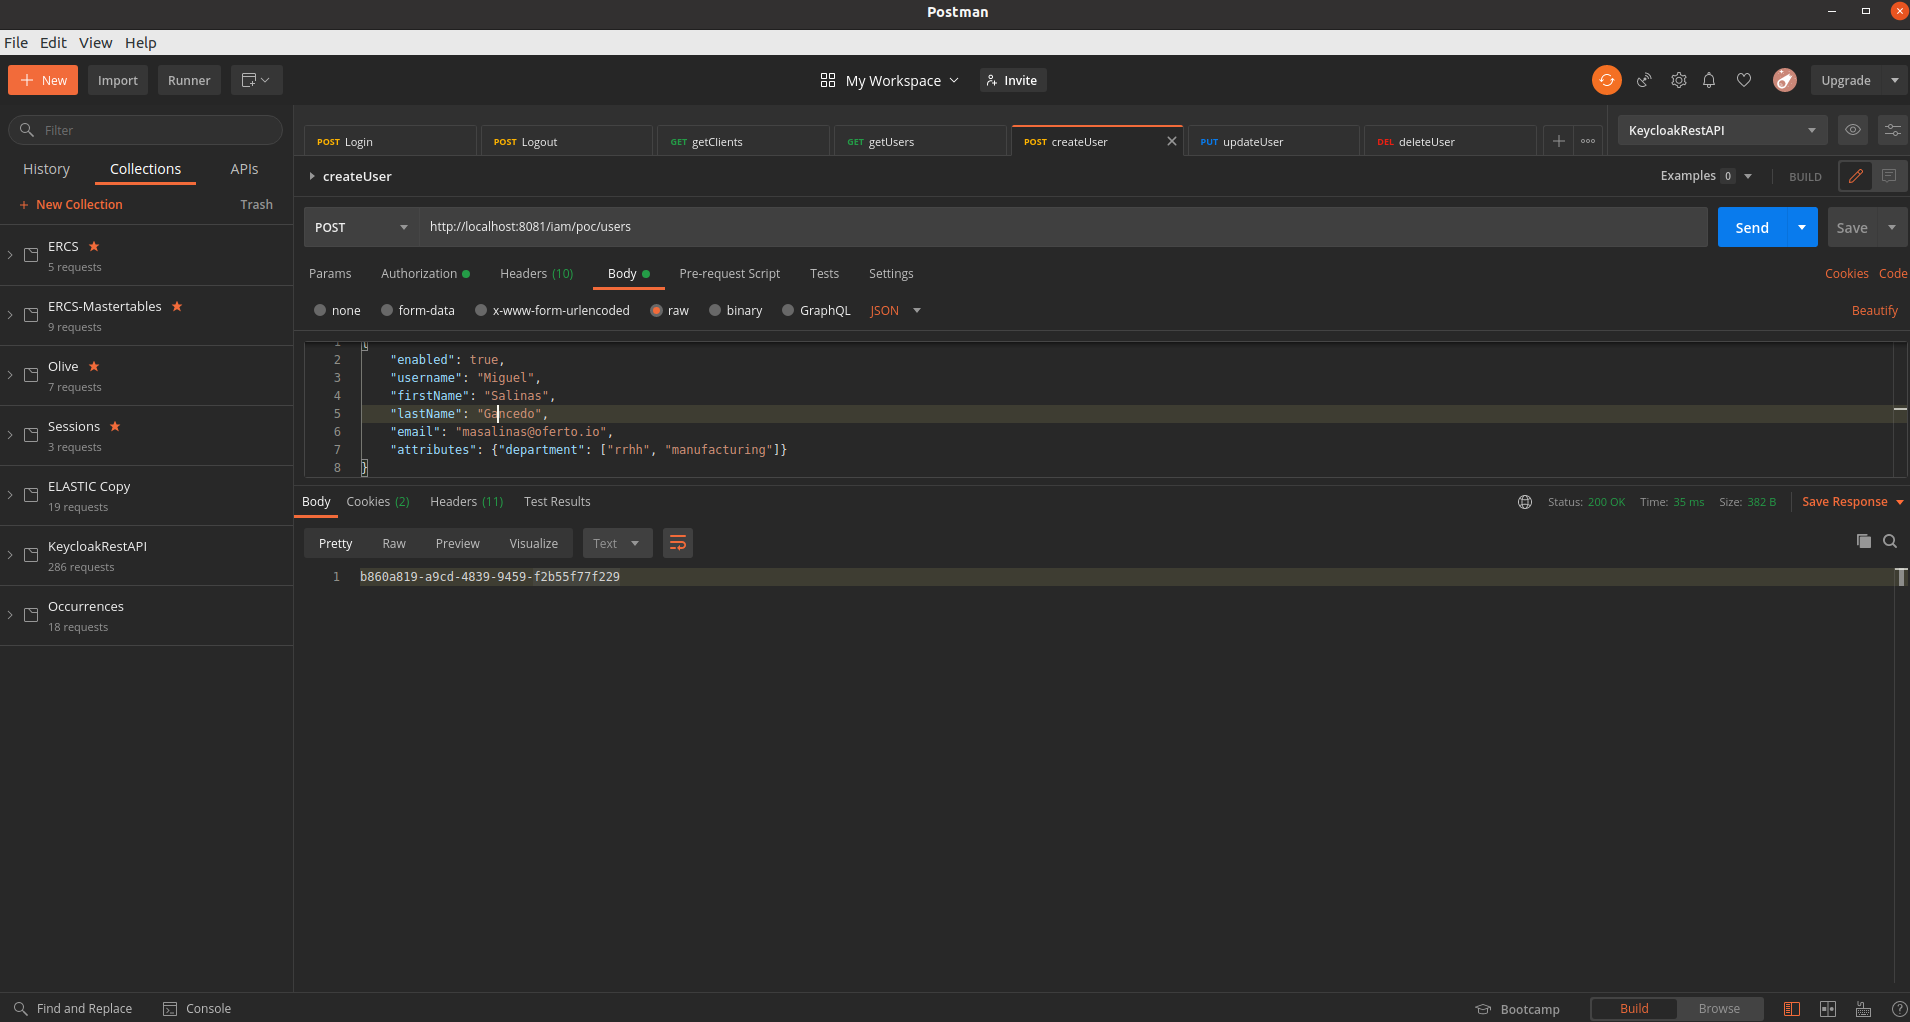 Postman
File Edit View Help
New Import Runner My Workspace Invite Upgrade
Filter
History Collections APIs
New Collection Trash
ERCS
5 requests
ERCS-Mastertables
9 requests
Olive
7 requests
Sessions
3 requests
ELASTIC Copy
19 requests
KeycloakRestAPI
286 requests
Occurrences
18 requests
POST Login POST Logout GET getClients GET getUsers POST createUser PUT updateUser DEL deleteUser KeycloakRestAPI
createUser Examples 0 BUILD
POST http://localhost:8081/iam/poc/users Send Save
Params Authorization Headers (10) Body Pre-request Script Tests Settings Cookies Code
none form-data x-www-form-urlencoded raw binary GraphQL JSON Beautify
1 {
2 "enabled": true,
3 "username": "Miguel",
4 "firstName": "Salinas",
5 "lastName": "Gancedo",
6 "email": "masalinas@oferto.io",
7 "attributes": {"department": ["rrhh", "manufacturing"]}
8 }
Body Cookies (2) Headers (11) Test Results Status: 200 OK Time: 35 ms Size: 382 B Save Response
Pretty Raw Preview Visualize Text
1 b860a819-a9cd-4839-9459-f2b55f77f229
Find and Replace Console Bootcamp Build Browse